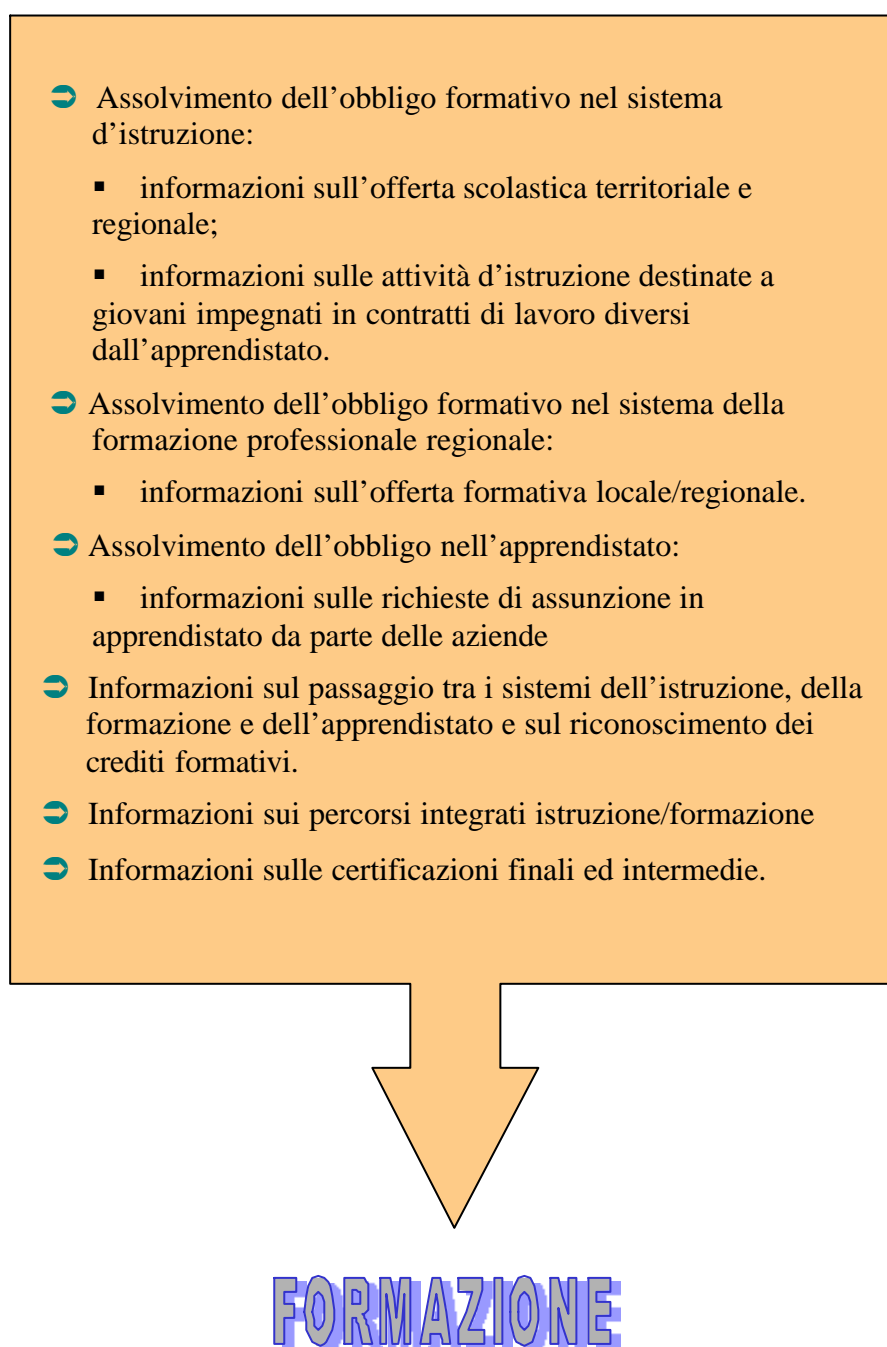 ➲ Assolvimento dell’obbligo formativo nel sistema
d’istruzione:
▪ informazioni sull’offerta scolastica territoriale e
regionale;
▪ informazioni sulle attività d’istruzione destinate a
giovani impegnati in contratti di lavoro diversi
dall’apprendistato.
➲ Assolvimento dell’obbligo formativo nel sistema della
formazione professionale regionale:
▪ informazioni sull’offerta formativa locale/regionale.
➲ Assolvimento dell’obbligo nell’apprendistato:
▪ informazioni sulle richieste di assunzione in
apprendistato da parte delle aziende
➲ Informazioni sul passaggio tra i sistemi dell’istruzione, della
formazione e dell’apprendistato e sul riconoscimento dei
crediti formativi.
➲ Informazioni sui percorsi integrati istruzione/formazione
➲ Informazioni sulle certificazioni finali ed intermedie.
FORMAZIONE